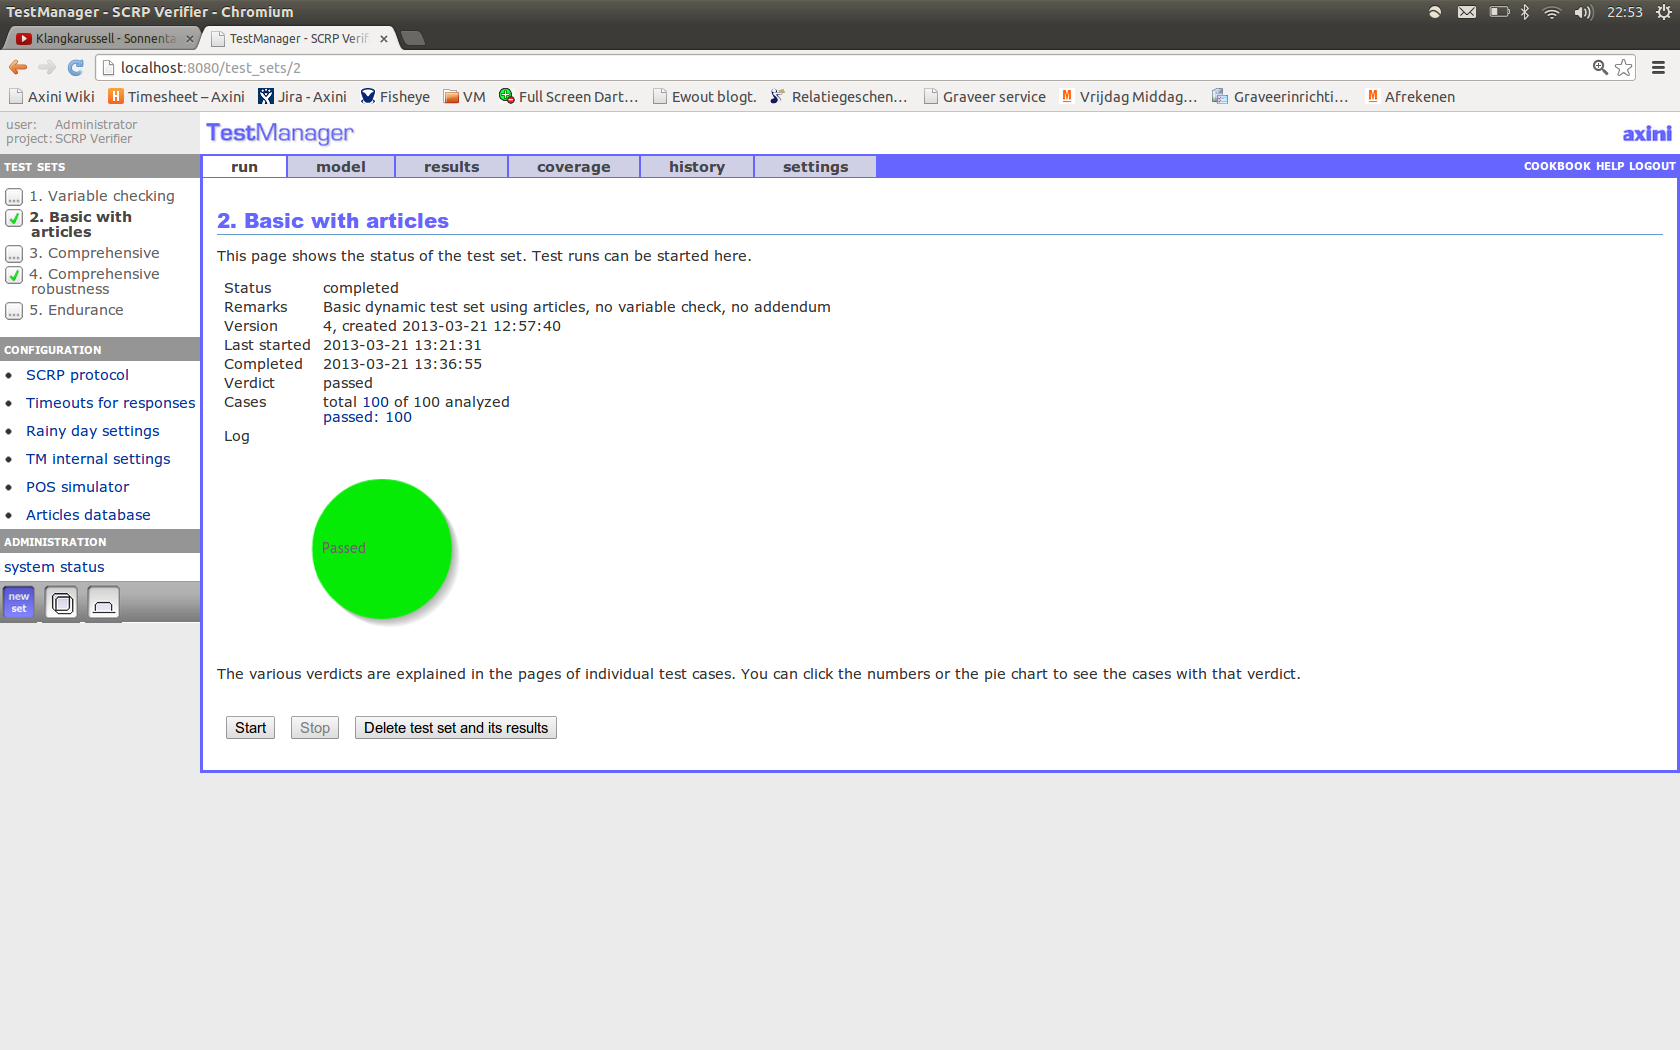 TestManager - SCRP Verifier - Chromium
22:53
Klangkarussell - Sonnenta
TestManager - SCRP Verif
localhost:8080/test_sets/2
Axini Wiki
Timesheet – Axini
Jira - Axini
Fisheye
VM
Full Screen Dart...
Ewout blogt.
Relatiegeschen...
Graveer service
Vrijdag Middag...
Graveerinrichti...
Afrekenen
user: Administrator
project: SCRP Verifier
TestManager
axini
TEST SETS
run model results coverage history settings
COOKBOOK HELP LOGOUT
1. Variable checking
2. Basic with
articles
3. Comprehensive
4. Comprehensive
robustness
5. Endurance
CONFIGURATION
SCRP protocol
Timeouts for responses
Rainy day settings
TM internal settings
POS simulator
Articles database
ADMINISTRATION
system status
new
set
2. Basic with articles
This page shows the status of the test set. Test runs can be started here.
Status completed
Remarks Basic dynamic test set using articles, no variable check, no addendum
Version 4, created 2013-03-21 12:57:40
Last started 2013-03-21 13:21:31
Completed 2013-03-21 13:36:55
Verdict passed
Cases total 100 of 100 analyzed
passed: 100
Log
Passed
The various verdicts are explained in the pages of individual test cases. You can click the numbers or the pie chart to see the cases with that verdict.
Start Stop Delete test set and its results